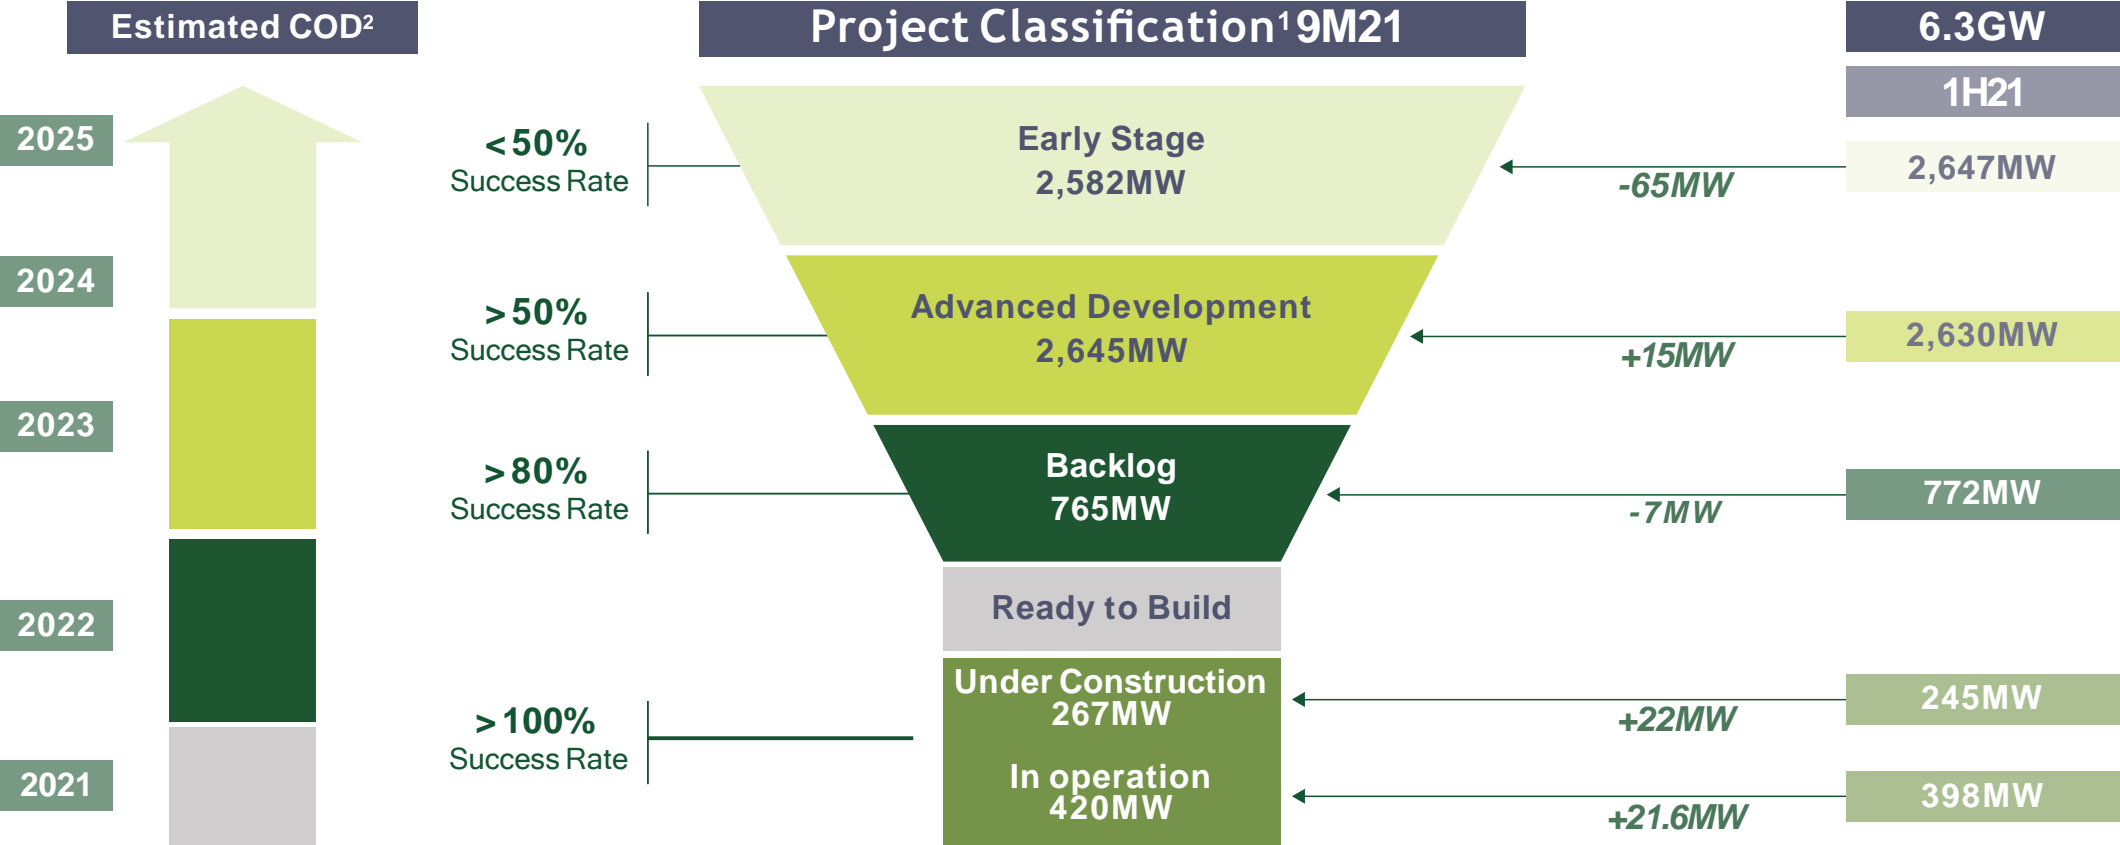 Estimated COD²
Project Classification¹ 9M21
6.3GW
1H21
2025
<50%
Success Rate
Early Stage
2,582MW
-65MW
2,647MW
2024
>50%
Success Rate
Advanced Development
2,645MW
+15MW
2,630MW
2023
>80%
Success Rate
Backlog
765MW
-7MW
772MW
2022
Ready to Build
>100%
Success Rate
Under Construction
267MW
+22MW
245MW
2021
In operation
420MW
+21.6MW
398MW